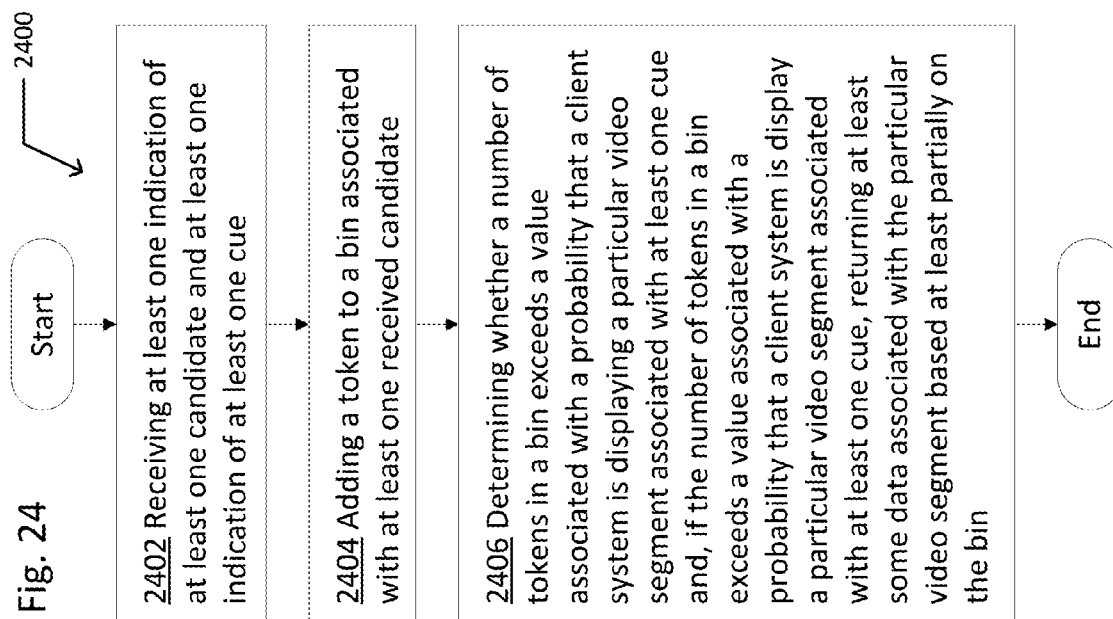 Fig. 24
2400
Start
2402 Receiving at least one indication of
at least one candidate and at least one
indication of at least one cue
2404 Adding a token to a bin associated
with at least one received candidate
2406 Determining whether a number of
tokens in a bin exceeds a value
associated with a probability that a client
system is displaying a particular video
segment associated with at least one cue
and, if the number of tokens in a bin
exceeds a value associated with a
probability that a client system is display
a particular video segment associated
with at least one cue, returning at least
some data associated with the particular
video segment based at least partially on
the bin
End